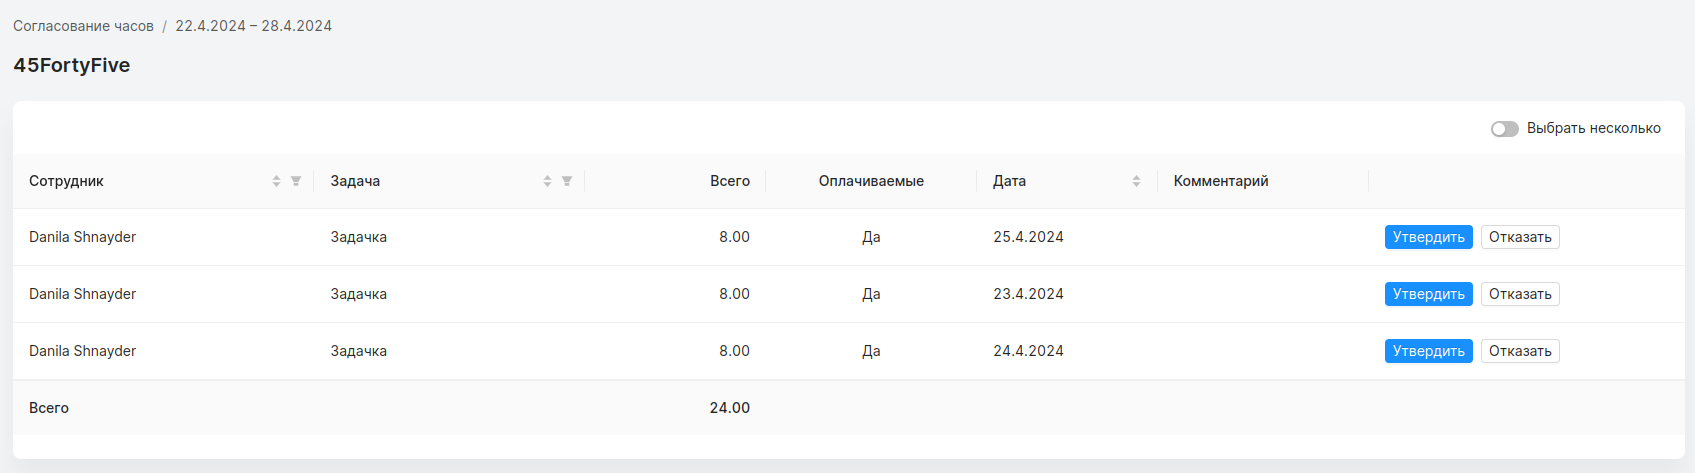 Согласование часов / 22.4.2024 – 28.4.2024
45FortyFive
Выбрать несколько
Сотрудник Задача Всего Оплачиваемые Дата Комментарий
Danila Shnayder Задачка 8.00 Да 25.4.2024 Утвердить Отказать
Danila Shnayder Задачка 8.00 Да 23.4.2024 Утвердить Отказать
Danila Shnayder Задачка 8.00 Да 24.4.2024 Утвердить Отказать
Всего 24.00